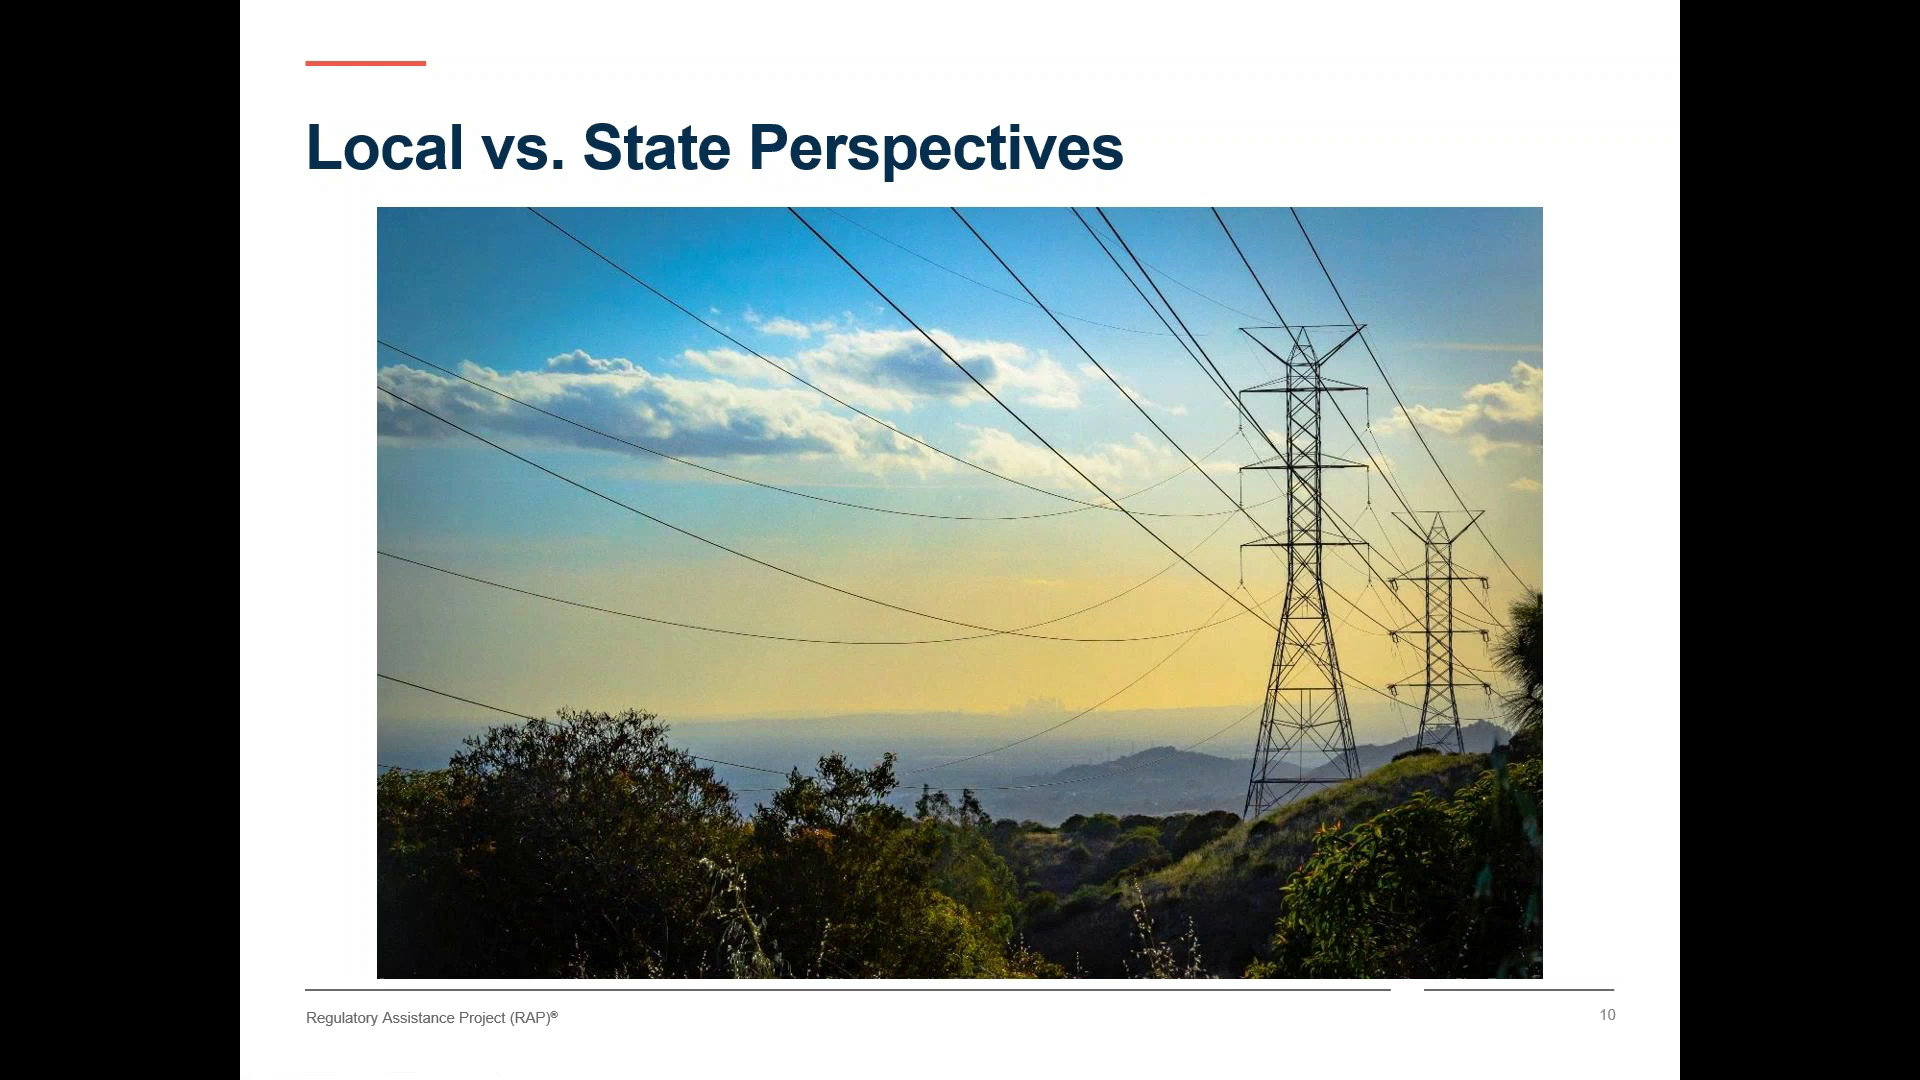 Local vs. State Perspectives
Regulatory Assistance Project (RAP)®
10